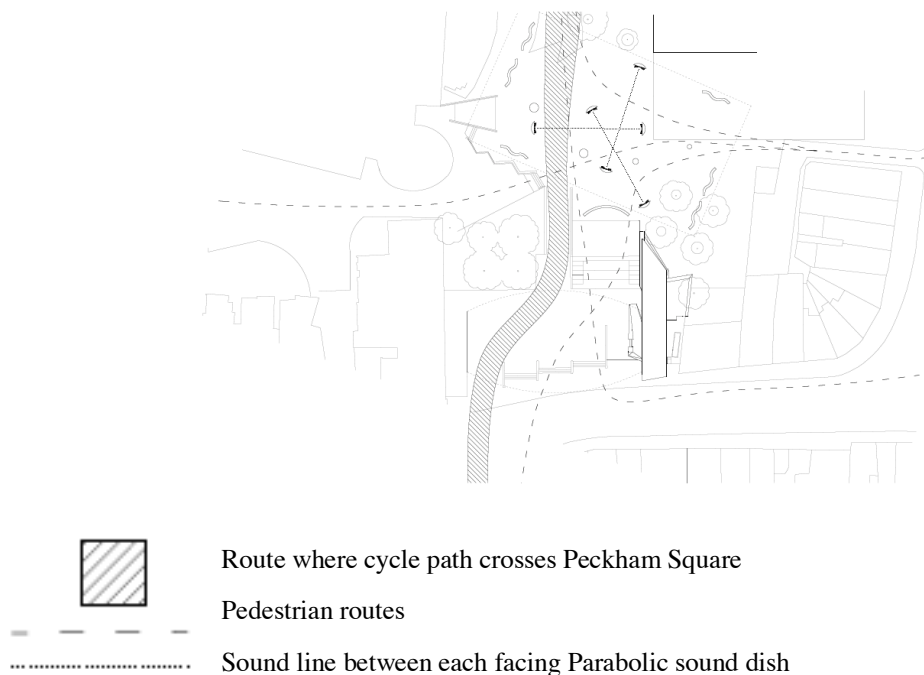 Route where cycle path crosses Peckham Square
Pedestrian routes
Sound line between each facing Parabolic sound dish